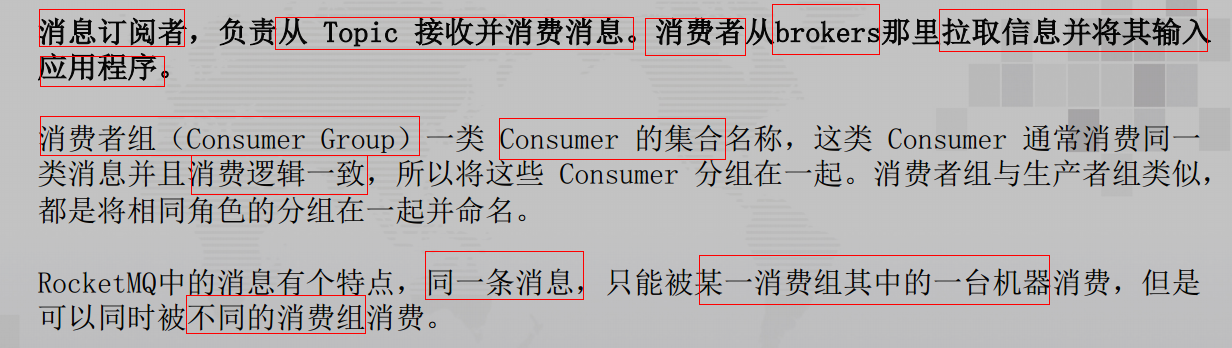 消息订阅者，负责从 Topic 接收并消费消息。消费者从brokers那里拉取信息并将其输入
应用程序。
消费者组（Consumer Group）一类 Consumer 的集合名称，这类 Consumer 通常消费同一
类消息并且消费逻辑一致，所以将这些 Consumer 分组在一起。消费者组与生产者组类似，
都是将相同角色的分组在一起并命名。
RocketMQ中的消息有个特点，同一条消息，只能被某一消费组其中的一台机器消费，但是
可以同时被不同的消费组消费。